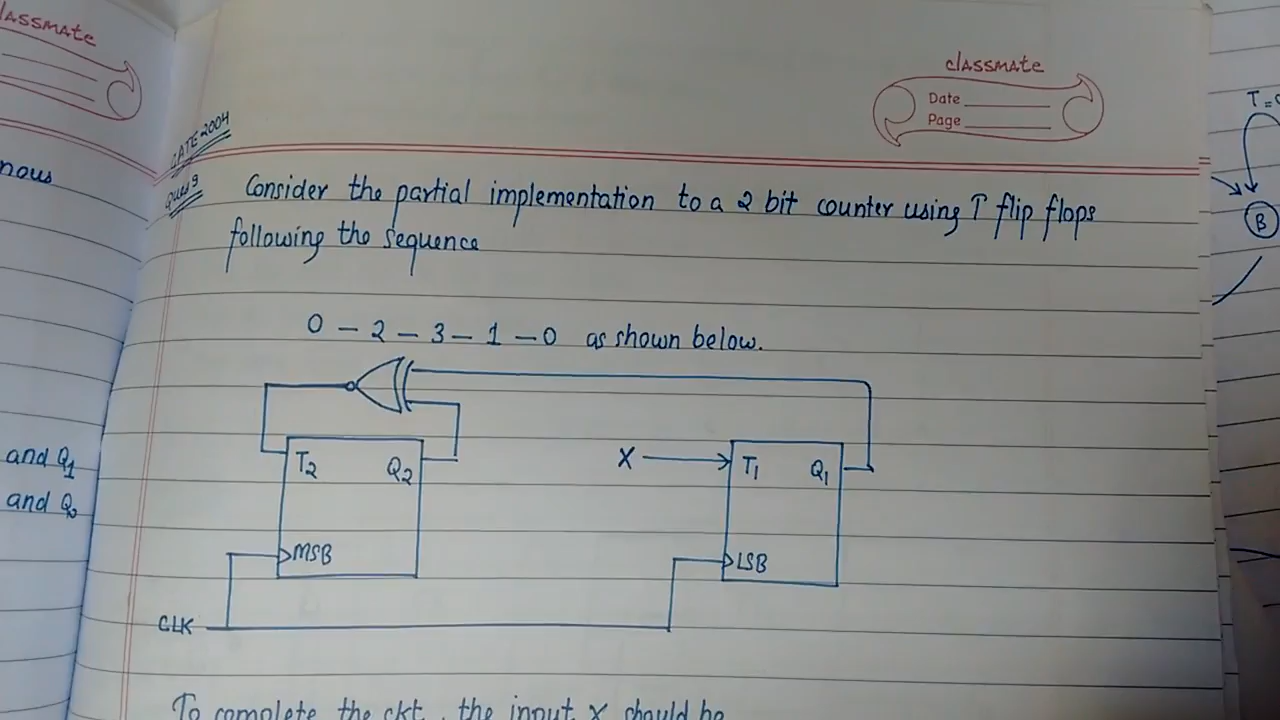 classmate
classmate
Date
Page
GATE 2004
nous
Ques 9
Consider the partial implementation to a 2 bit counter using T flip flops
following the sequence
0 – 2 – 3 – 1 – 0 as shown below.
T2 Q2
X T1 Q1
MSB
LSB
CLK
and Q1
and Q0
B
To complete the ckt, the input X should be